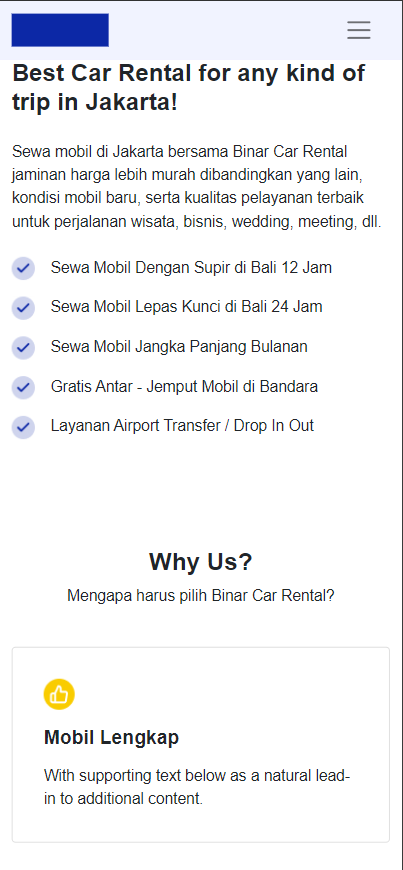 Best Car Rental for any kind of
trip in Jakarta!
Sewa mobil di Jakarta bersama Binar Car Rental
jaminan harga lebih murah dibandingkan yang lain,
kondisi mobil baru, serta kualitas pelayanan terbaik
untuk perjalanan wisata, bisnis, wedding, meeting, dll.
Sewa Mobil Dengan Supir di Bali 12 Jam
Sewa Mobil Lepas Kunci di Bali 24 Jam
Sewa Mobil Jangka Panjang Bulanan
Gratis Antar - Jemput Mobil di Bandara
Layanan Airport Transfer / Drop In Out
Why Us?
Mengapa harus pilih Binar Car Rental?
Mobil Lengkap
With supporting text below as a natural lead-
in to additional content.